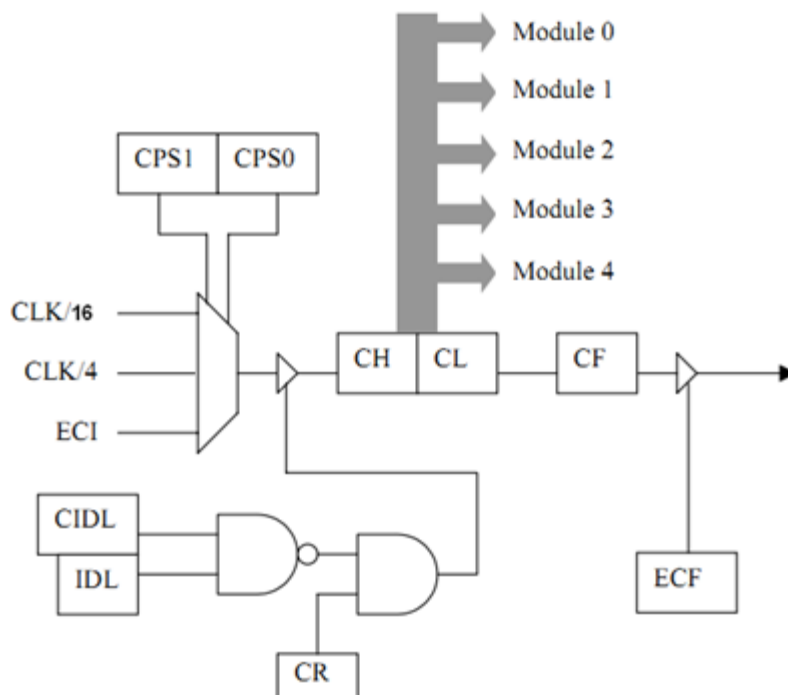 Module 0
Module 1
Module 2
Module 3
Module 4
CPS1 CPS0
CLK/16
CLK/4
ECI
CH CL CF
CIDL
IDL
CR
ECF